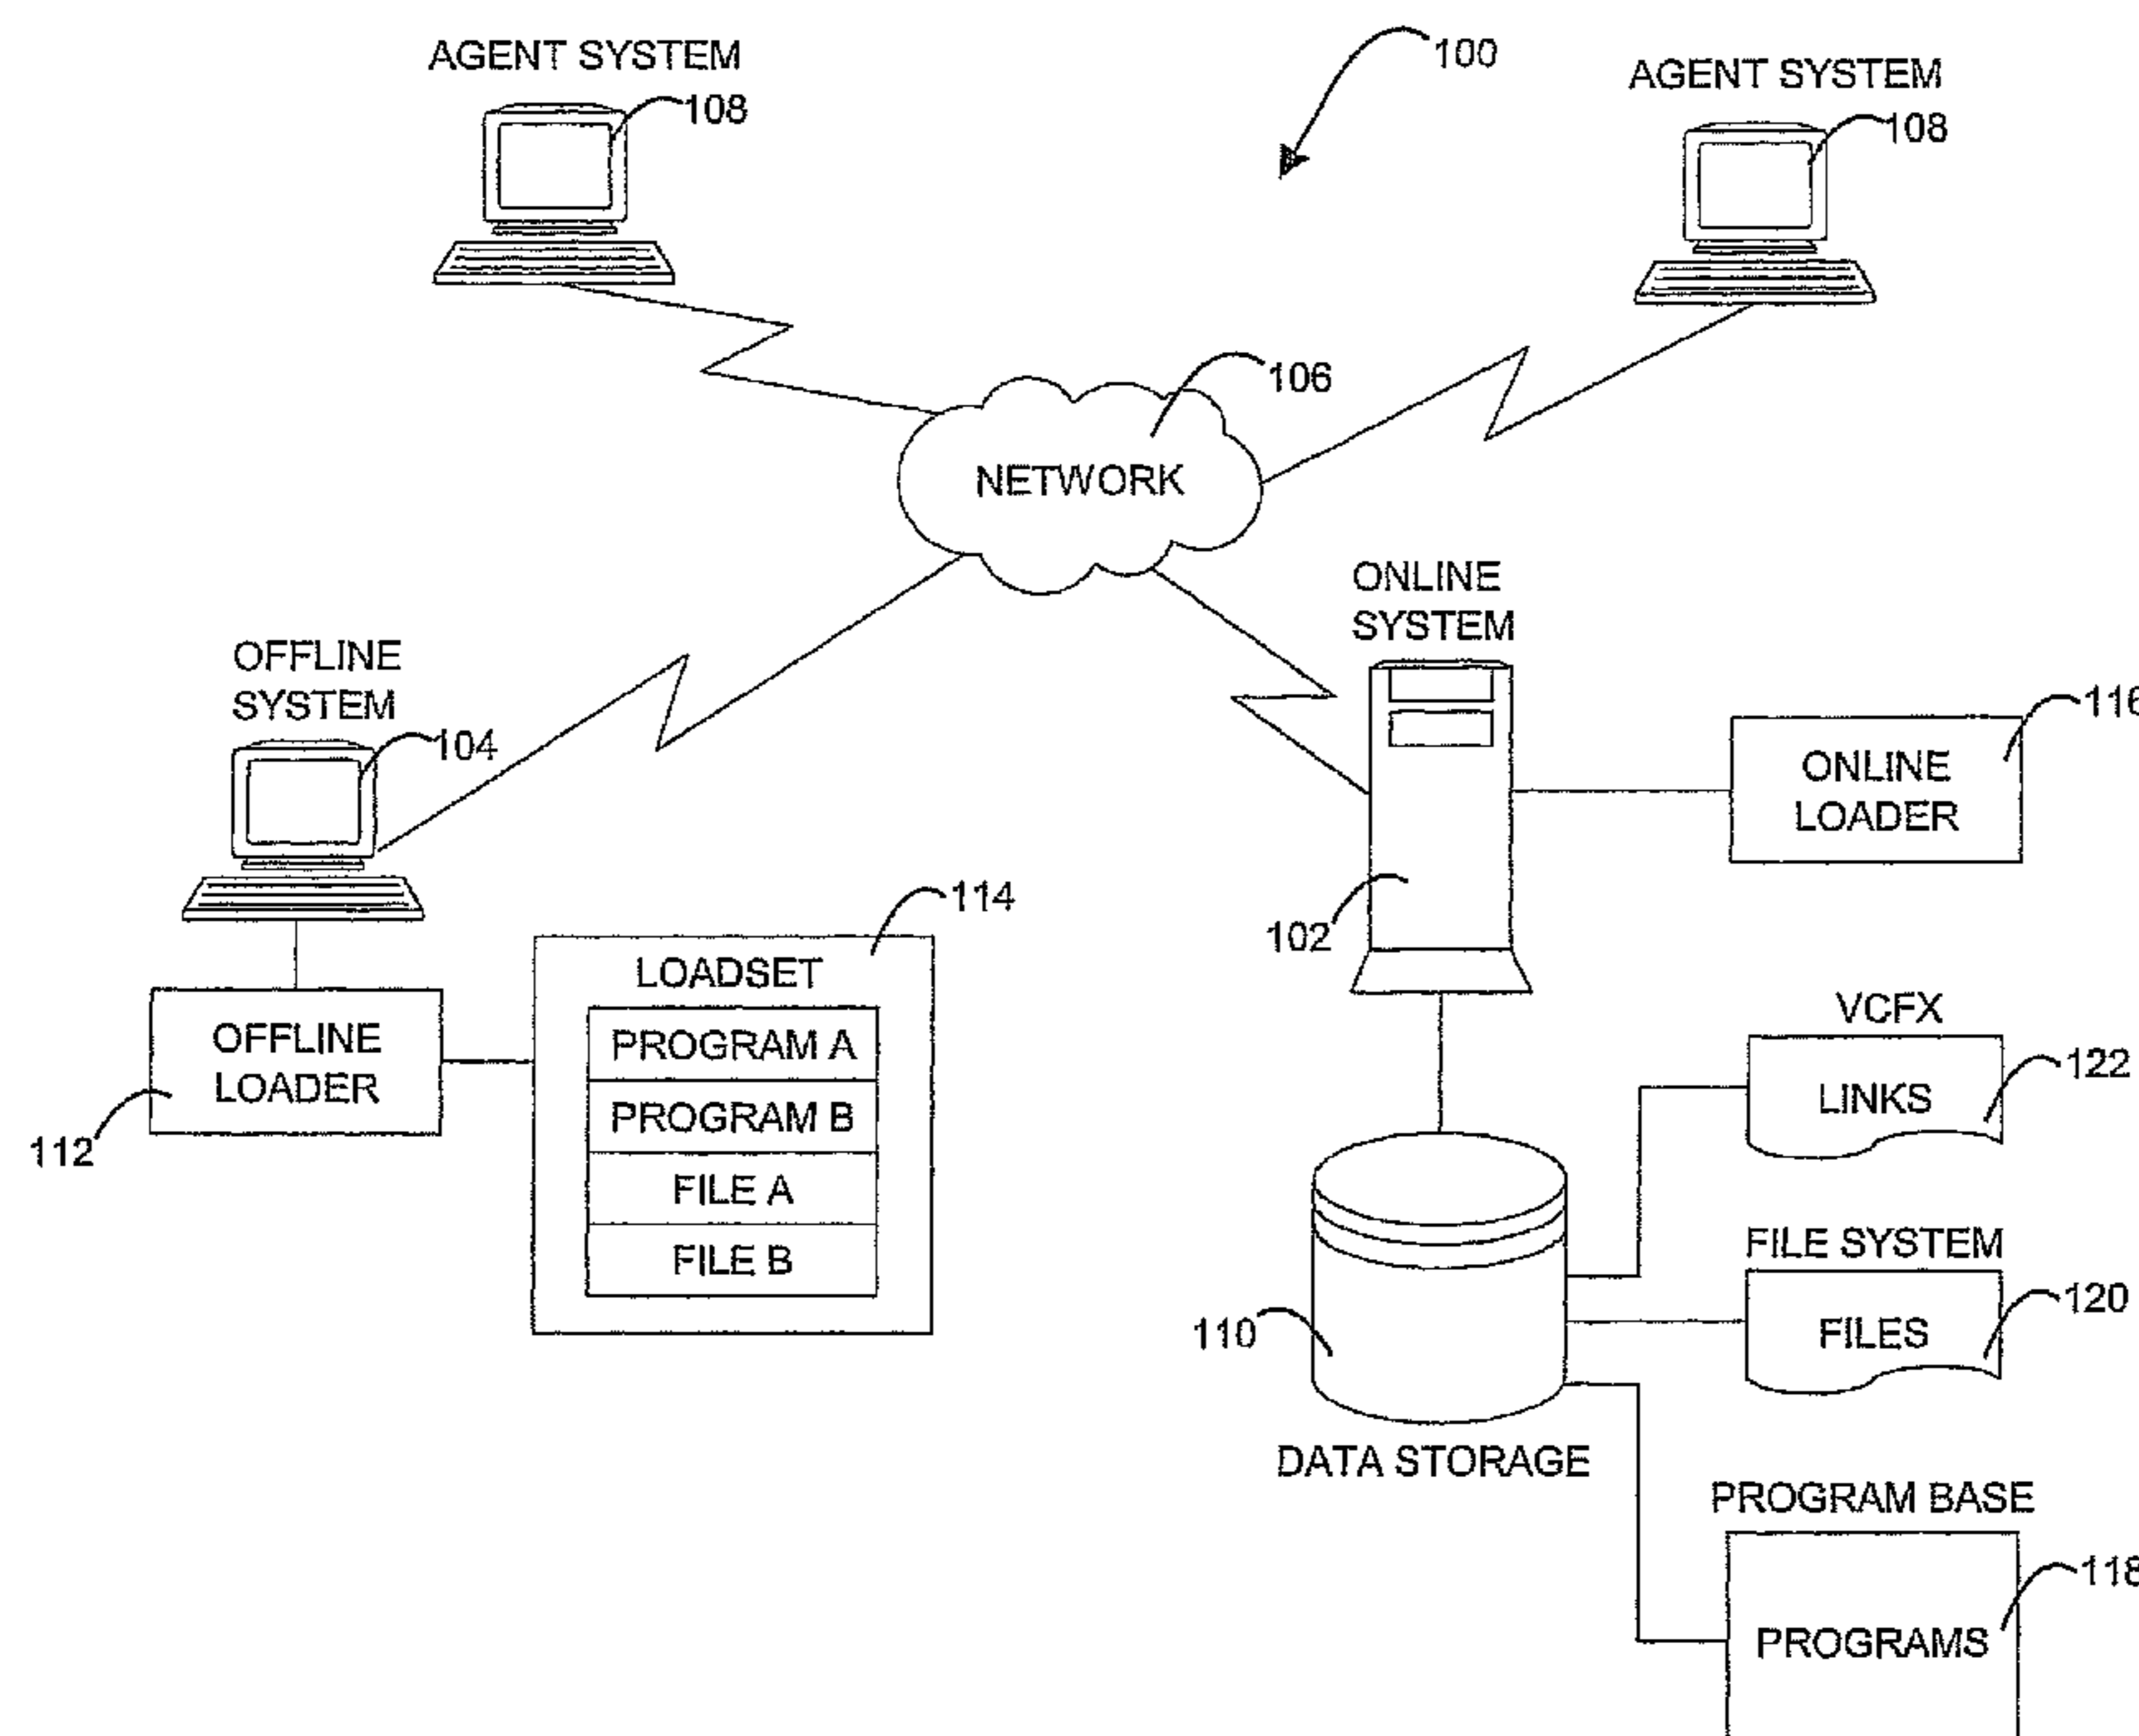 AGENT SYSTEM
108
100
AGENT SYSTEM
108
106
NETWORK
ONLINE
SYSTEM
OFFLINE
SYSTEM
104
116
ONLINE
LOADER
102
114
LOADSET
PROGRAM A
PROGRAM B
FILE A
FILE B
OFFLINE
LOADER
112
VCFX
LINKS
122
FILE SYSTEM
FILES
120
110
DATA STORAGE
PROGRAM BASE
PROGRAMS
118